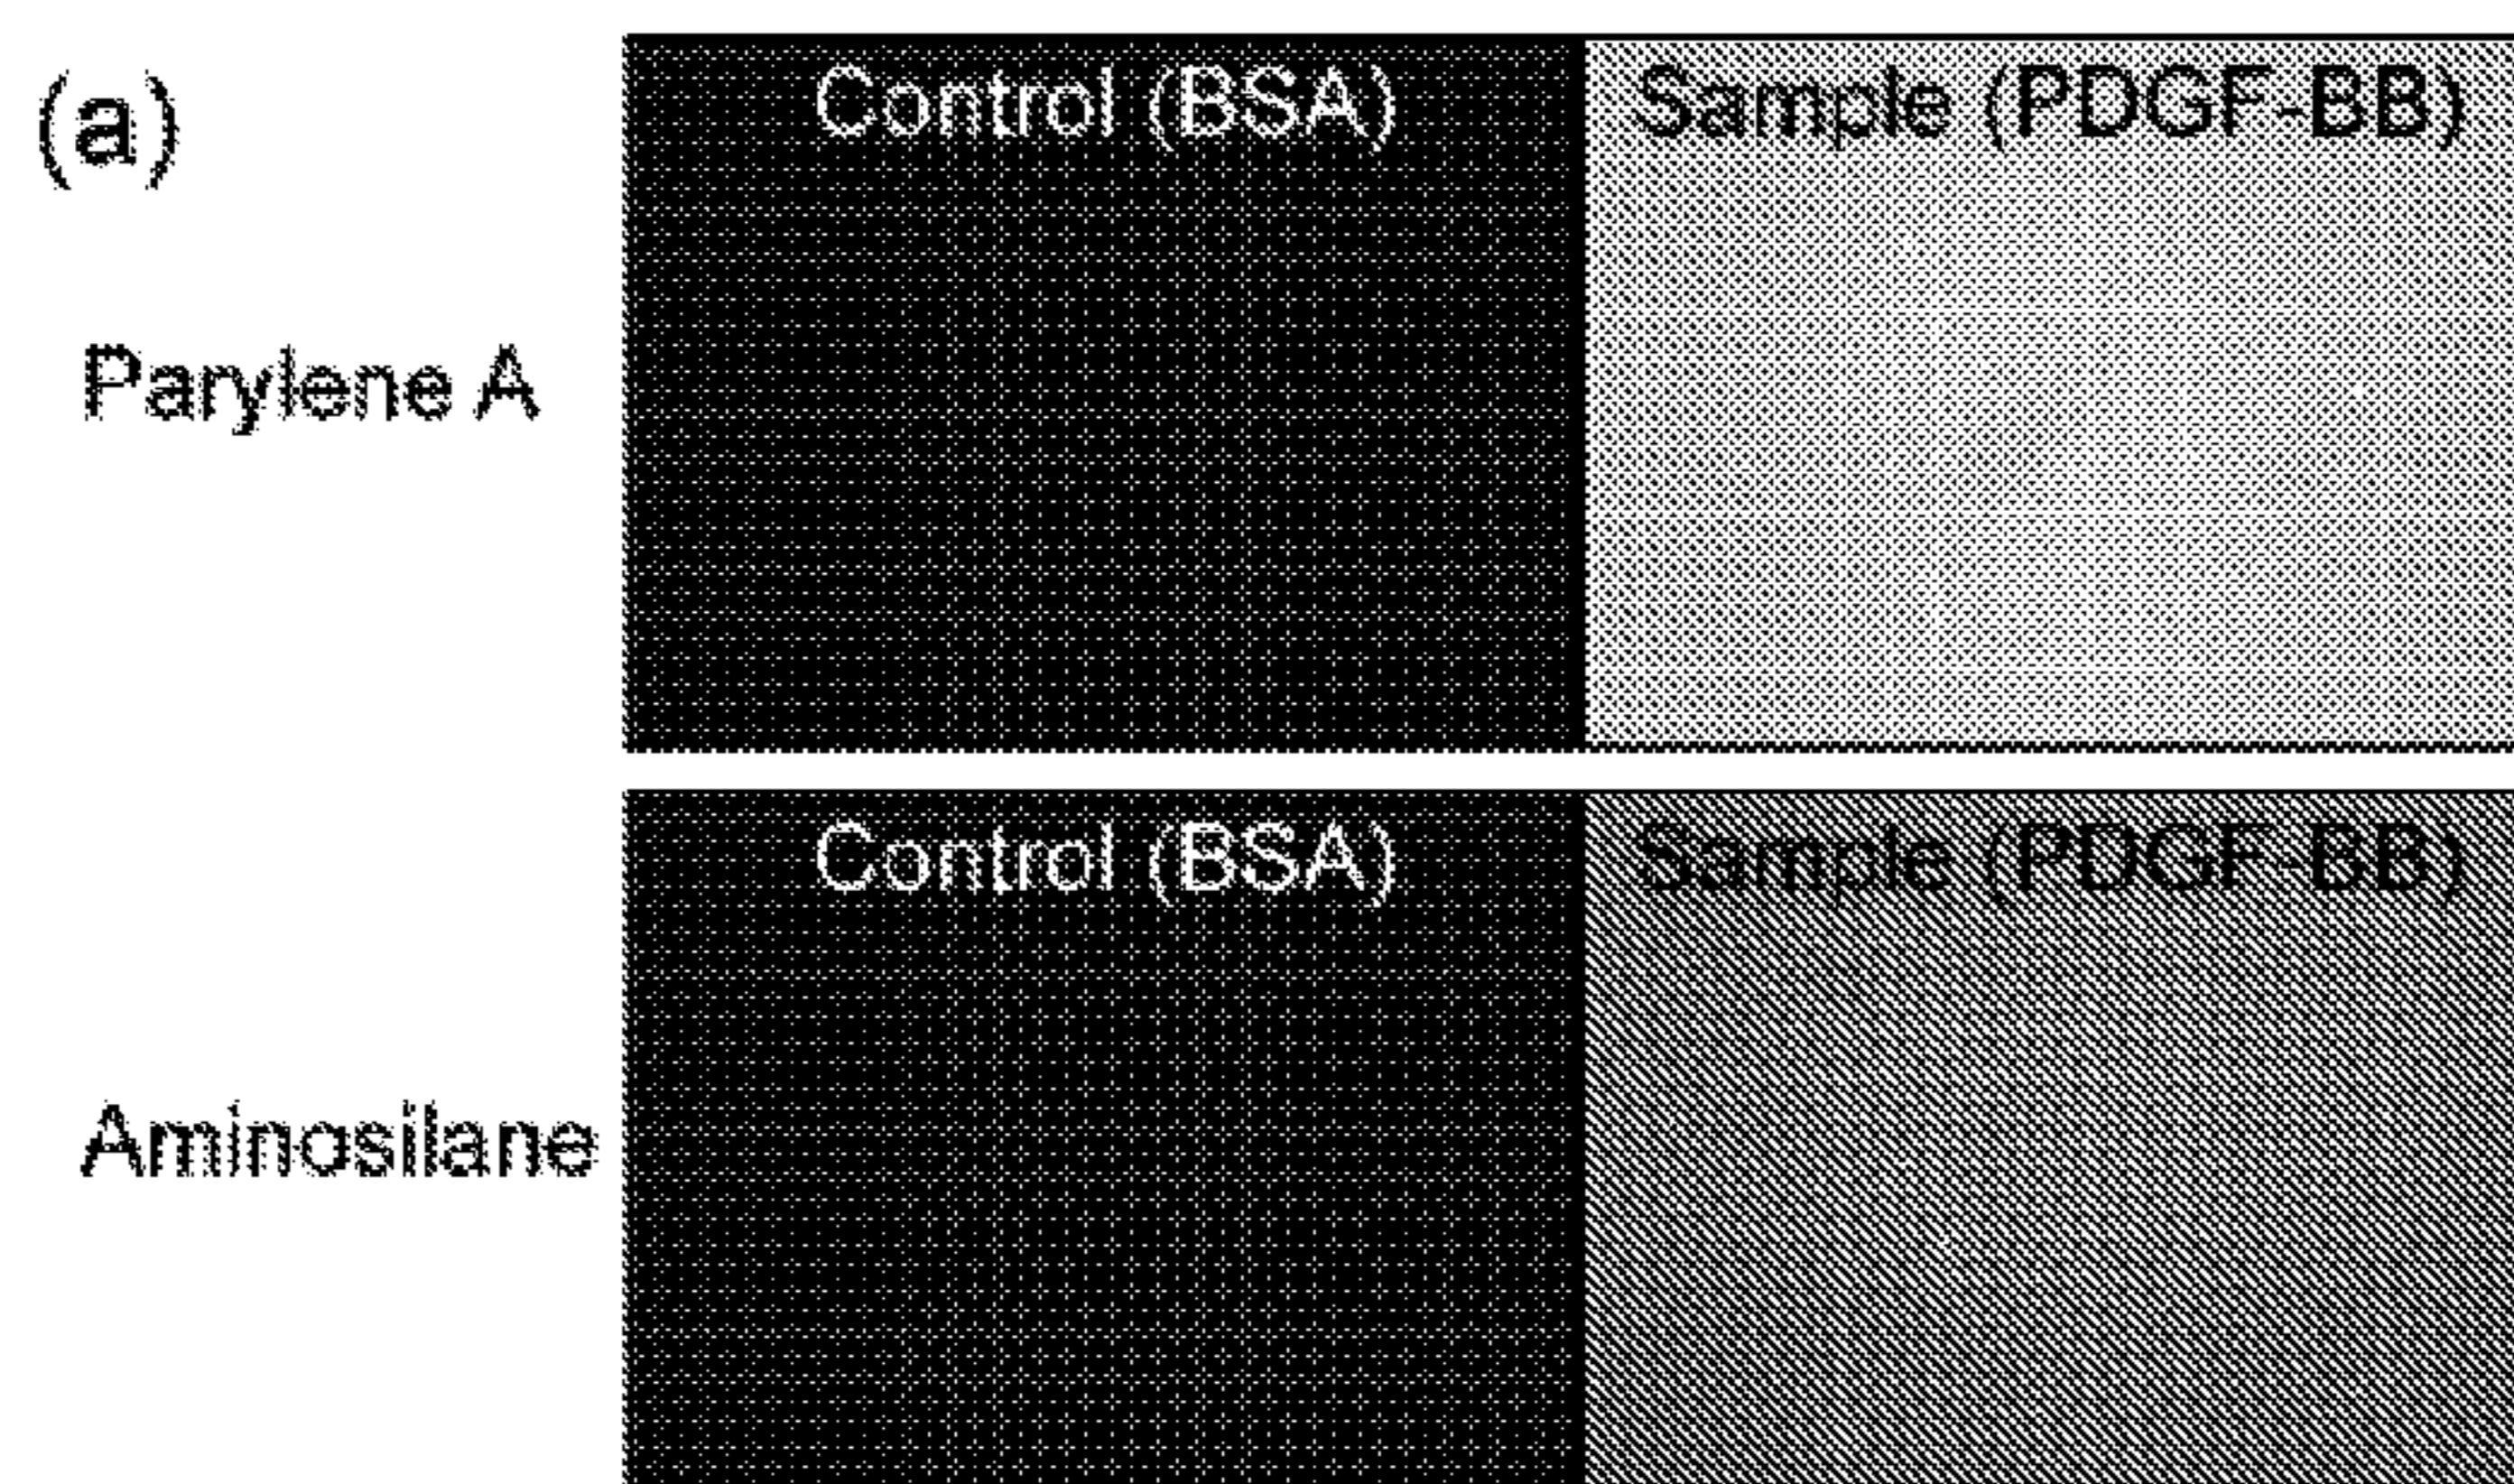 (a)
Control (BSA) Sample (PDGF-BB)
Parylene A
Control (BSA) Sample (PDGF-BB)
Aminosilane